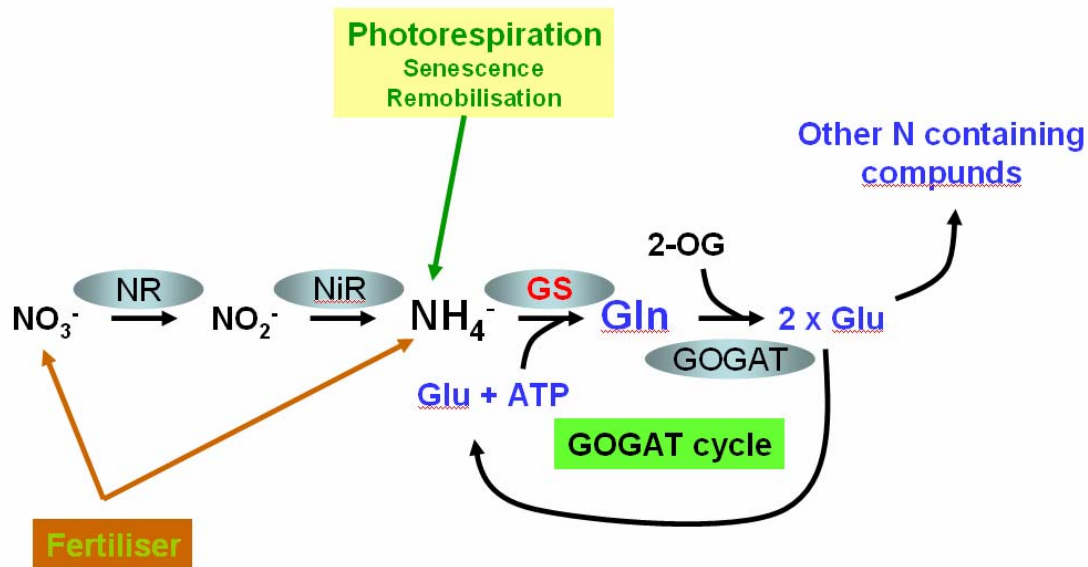 Photorespiration
Senescence
Remobilisation
Other N containing
compunds
2-OG
NR
NiR
GS
NO₃⁻
NO₂⁻
NH₄⁻
Gln
2 x Glu
GOGAT
Glu + ATP
GOGAT cycle
Fertiliser